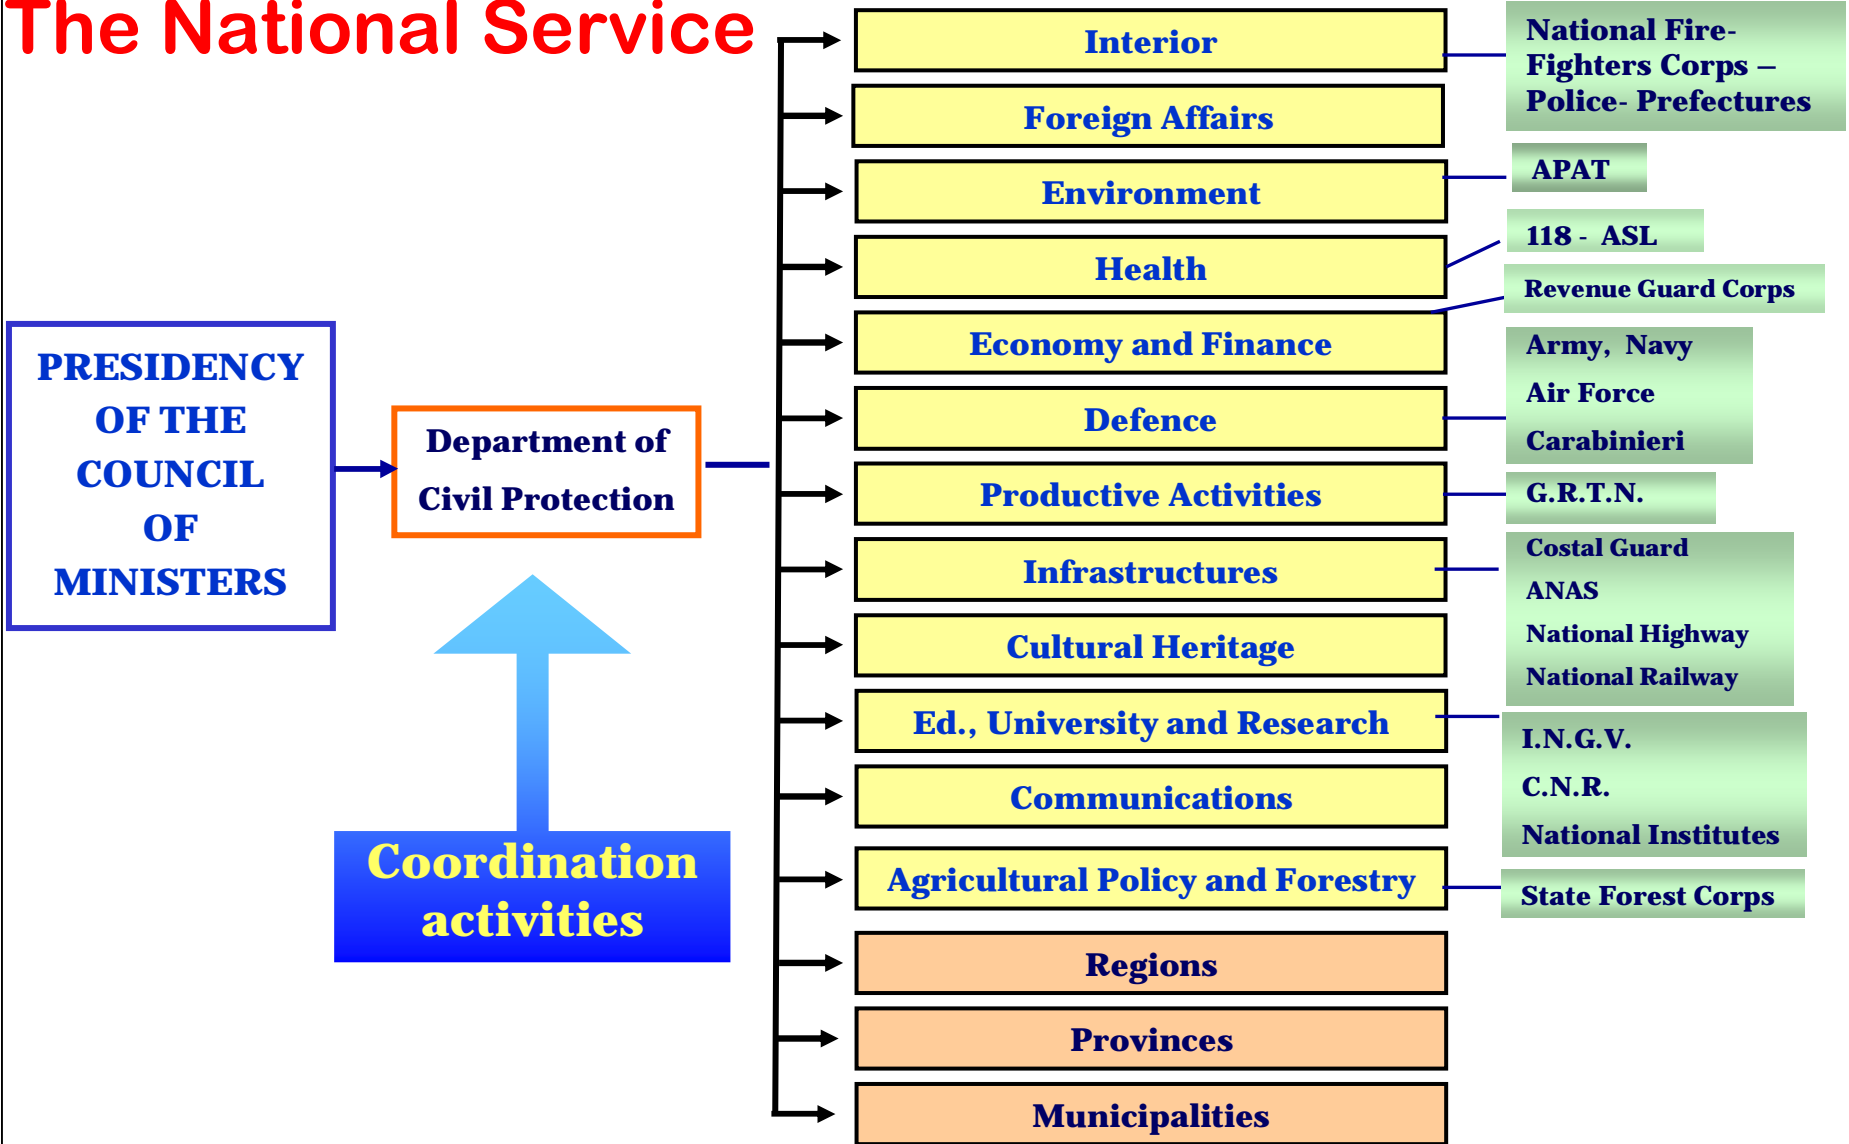 The National Service
PRESIDENCY
OF THE
COUNCIL
OF
MINISTERS
Department of
Civil Protection
Coordination
activities
Interior
Foreign Affairs
Environment
Health
Economy and Finance
Defence
Productive Activities
Infrastructures
Cultural Heritage
Ed., University and Research
Communications
Agricultural Policy and Forestry
Regions
Provinces
Municipalities
National Fire-
Fighters Corps –
Police- Prefectures
APAT
118 - ASL
Revenue Guard Corps
Army, Navy
Air Force
Carabinieri
G.R.T.N.
Costal Guard
ANAS
National Highway
National Railway
I.N.G.V.
C.N.R.
National Institutes
State Forest Corps